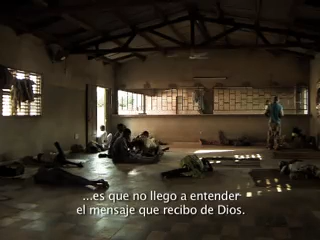 ...es que no llego a entender
el mensaje que recibo de Dios.